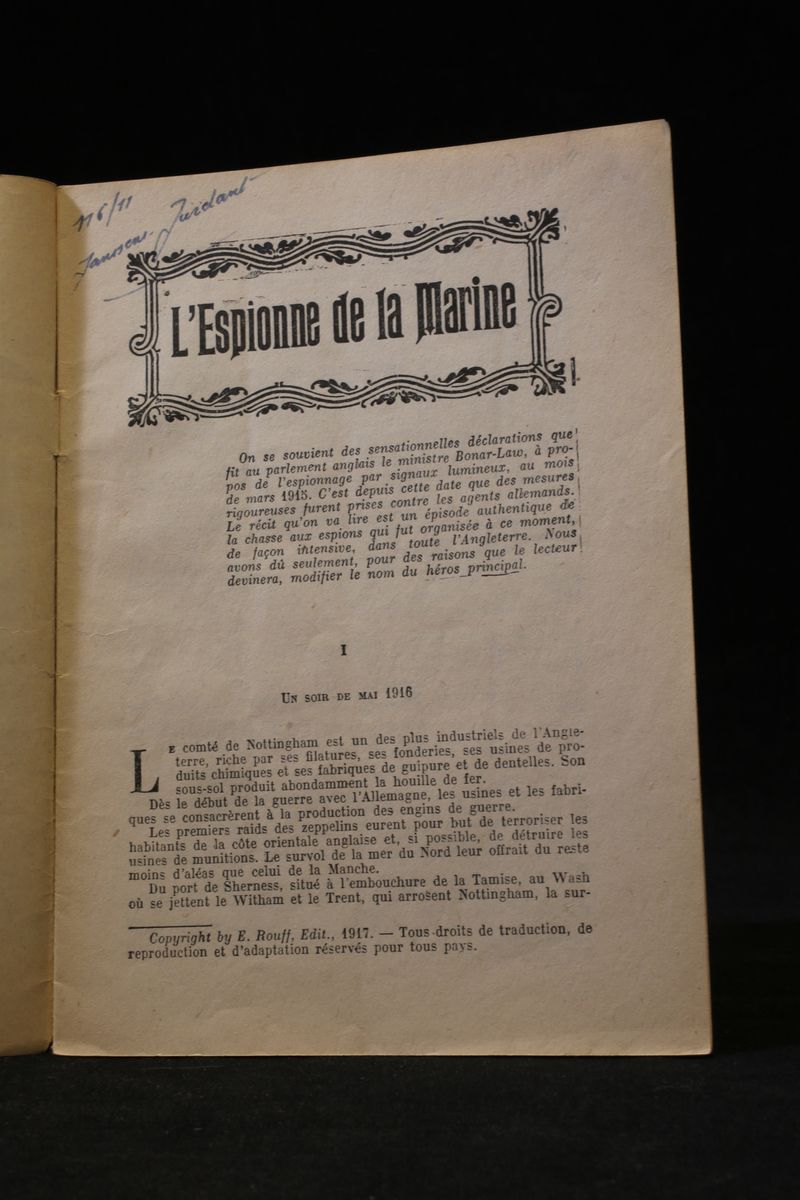 116/11
Janssens-Juidant
L'Espionne de la Marine
On se souvient des sensationnelles déclarations que
fit au parlement anglais le ministre Bonar-Law, à pro-
pos de l'espionnage par signaux lumineux, au mois
de mars 1915. C'est depuis cette date que des mesures
rigoureuses furent prises contre les agents allemands.
Le récit qu'on va lire est un épisode authentique de
la chasse aux espions qui fut organisée à ce moment,
de façon intensive, dans toute l'Angleterre. Nous
avons dû seulement, pour des raisons que le lecteur
devinera, modifier le nom du héros principal.
I
UN SOIR DE MAI 1916
LE comté de Nottingham est un des plus industriels de l'Angle-
terre, riche par ses filatures, ses fonderies, ses usines de pro-
duits chimiques et ses fabriques de guipure et de dentelles. Son
sous-sol produit abondamment la houille de fer.
Dès le début de la guerre avec l'Allemagne, les usines et les fabri-
ques se consacrèrent à la production des engins de guerre.
Les premiers raids des zeppelins eurent pour but de terroriser les
habitants de la côte orientale anglaise et, si possible, de détruire les
usines de munitions. Le survol de la mer du Nord leur offrait du reste
moins d'aléas que celui de la Manche.
Du port de Sherness, situé à l'embouchure de la Tamise, au Wash
où se jettent le Witham et le Trent, qui arrosent Nottingham, la sur-
Copyright by E. Rouff, Edit., 1917. — Tous droits de traduction, de
reproduction et d'adaptation réservés pour tous pays.